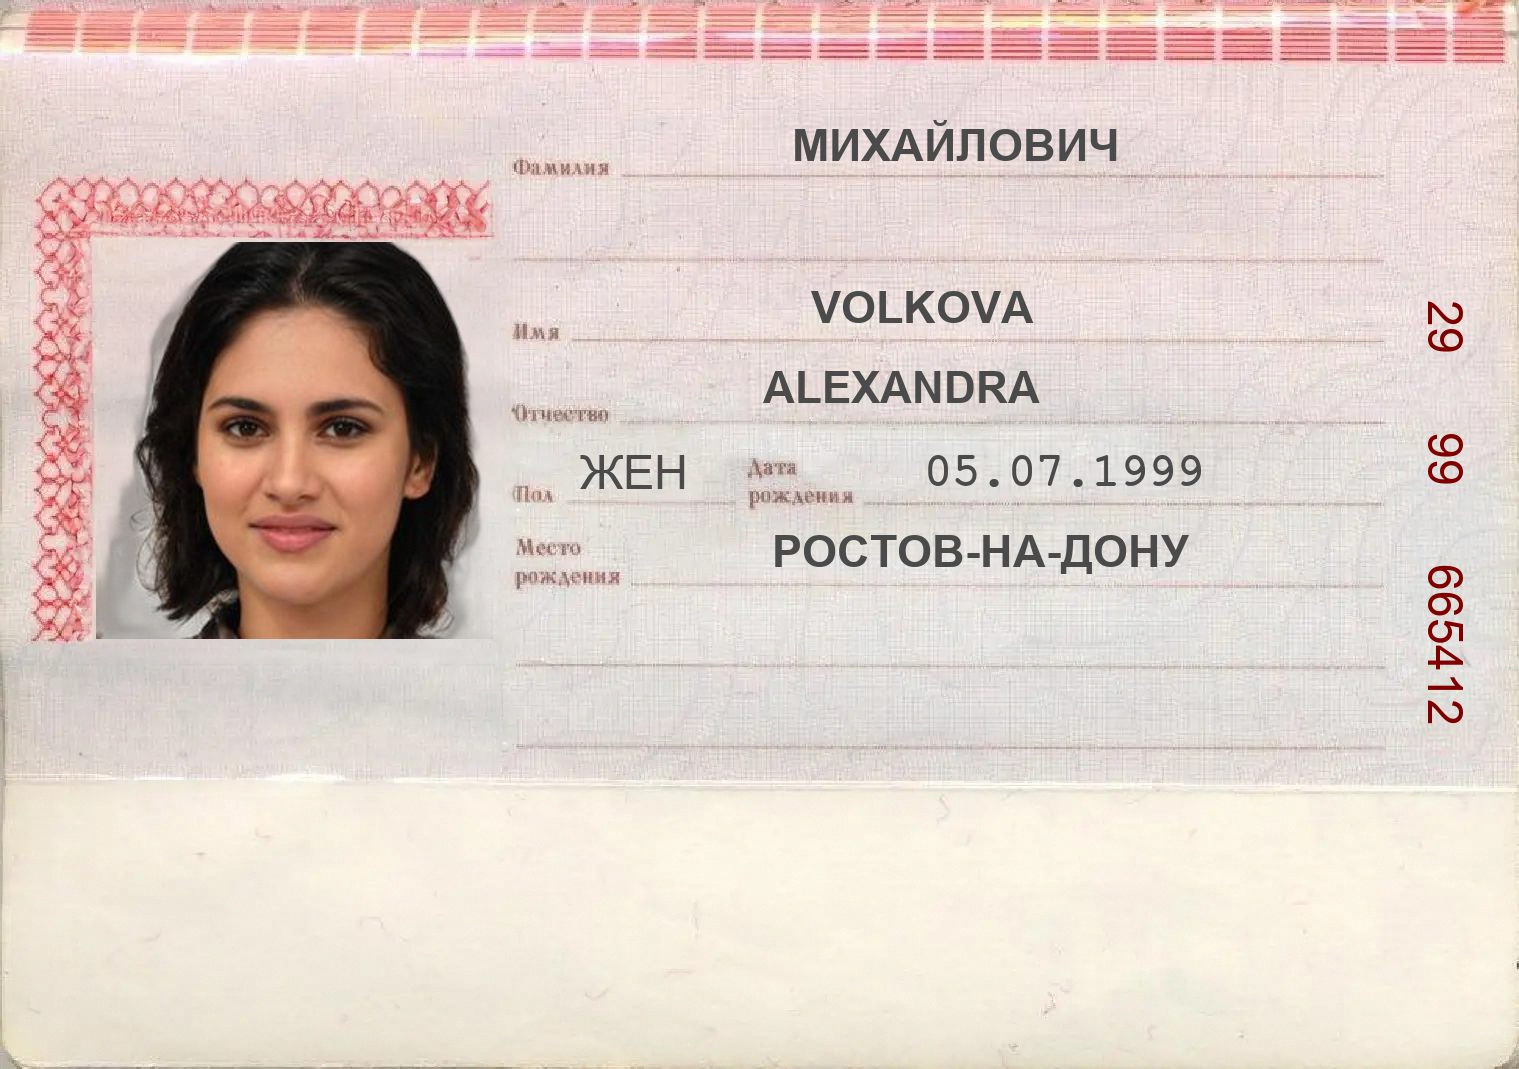 Фамилия МИХАЙЛОВИЧ
Имя VOLKOVA
Отчество ALEXANDRA
Пол ЖЕН Дата рождения 05.07.1999
Место рождения РОСТОВ-НА-ДОНУ
29 99 665412